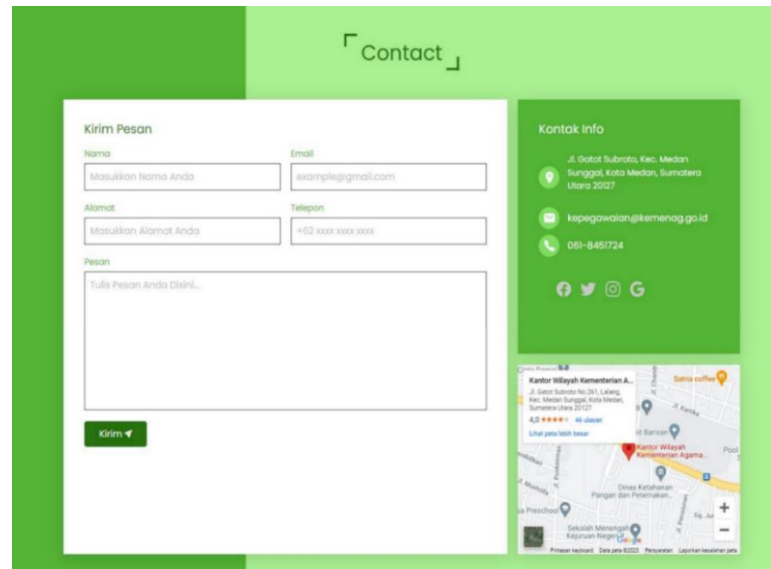 Contact
Kirim Pesan
Nama
Email
Masukkan Nama Anda
example@gmail.com
Alamat
Telepon
Masukkan Alamat Anda
+62 xxxx xxxx xxxx
Pesan
Tulis Pesan Anda Disini...
Kirim
Kontak Info
Jl. Gatot Subroto, Kec. Medan
Sunggal, Kota Medan, Sumatera
Utara 20127
kepegawaian@kemenag.go.id
061-8451724
Kantor Wilayah Kementerian A...
Jl. Gatot Subroto No.261, Lalang,
Kec. Medan Sunggal, Kota Medan,
Sumatera Utara 20127
4,0
46 ulasan
Lihat peta lebih besar
Satria coffee
Jl. Kartika
Kantor Wilayah
Kementerian Agama...
Pool
Dinas Ketahanan
Pangan dan Peternakan...
Preschool
Sekolah Menengah
Kejuruan Negeri
Google
Pintasan keyboard
Data peta ©2023
Persyaratan
Laporkan kesalahan peta